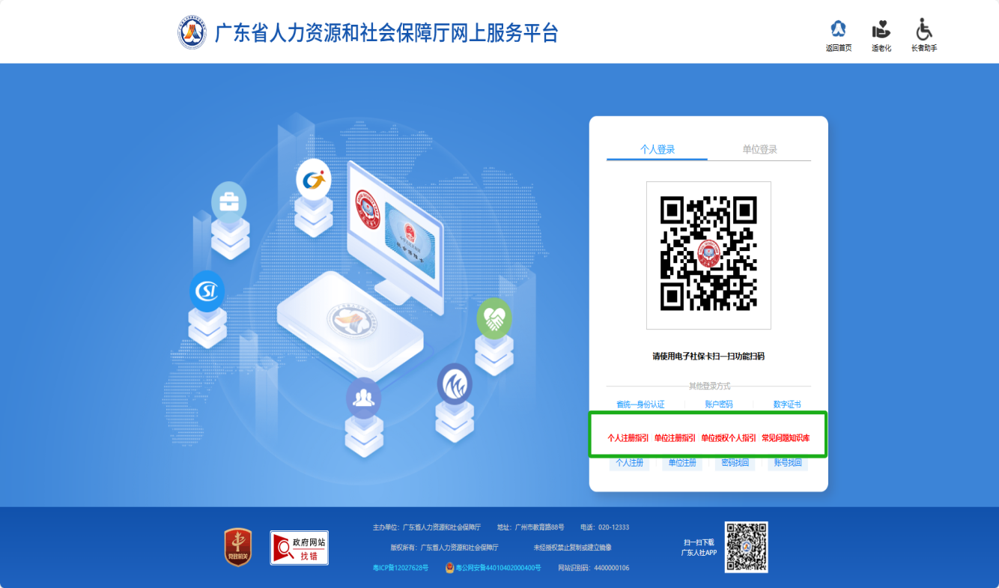 广东省人力资源和社会保障厅网上服务平台
返回首页 适老化 长者助手
个人登录 单位登录
请使用电子社保卡扫一扫功能扫码
其他登录方式
省统一身份认证 账户密码 数字证书
个人注册指引 单位注册指引 单位授权个人指引 常见问题知识库
个人注册 单位注册 密码找回 账号找回
党政机关
政府网站
找错
主办单位：广东省人力资源和社会保障厅 地址：广州市教育路88号 电话：020-12333
版权所有：广东省人力资源和社会保障厅 未经授权禁止复制或建立镜像
粤ICP备12027628号 粤公网安备44010402000400号 网站识别码：4400000106
扫一扫下载
广东人社APP